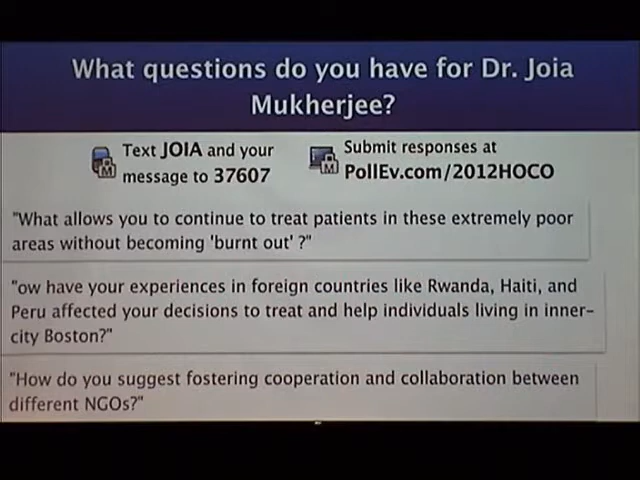 What questions do you have for Dr. Joia
Mukherjee?
Text JOIA and your
message to 37607
Submit responses at
PollEv.com/2012HOCO
"What allows you to continue to treat patients in these extremely poor
areas without becoming 'burnt out' ?"
"ow have your experiences in foreign countries like Rwanda, Haiti, and
Peru affected your decisions to treat and help individuals living in inner-
city Boston?"
"How do you suggest fostering cooperation and collaboration between
different NGOs?"